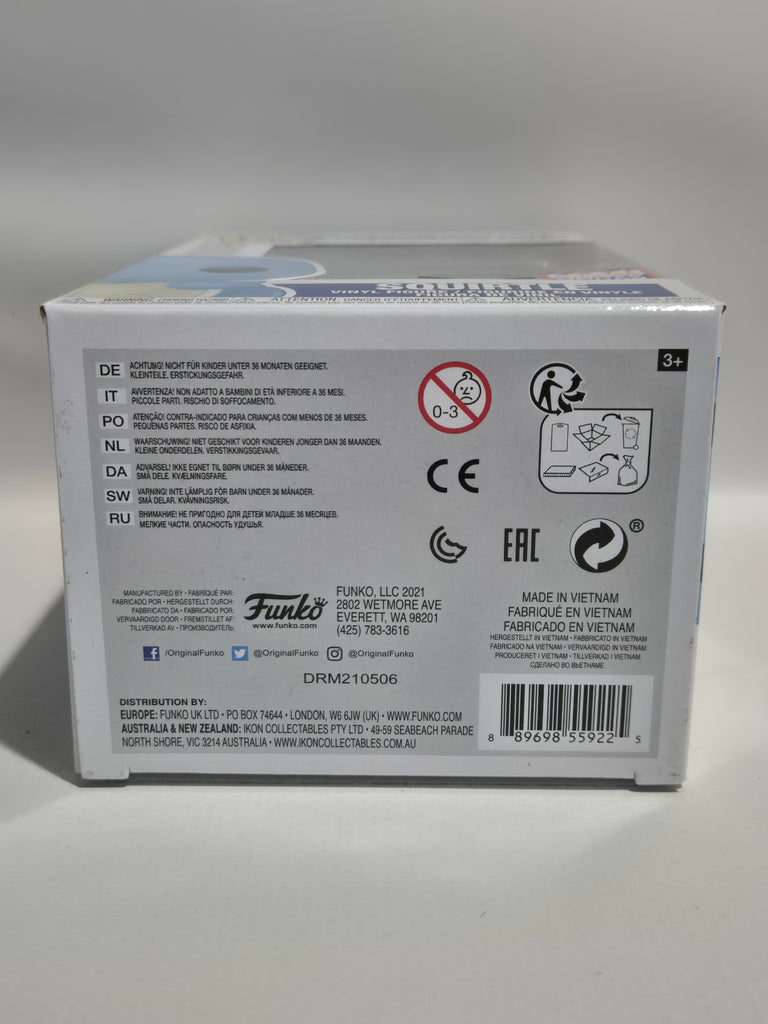 SQUIRTLE
VINYL FIGURE
EN VINYLE
WARNING: CHOKING HAZARD
ATTENTION: DANGER D'ÉTOUFFEMENT
ADVERTENCIA:
3+
DE ACHTUNG! NICHT FÜR KINDER UNTER 36 MONATEN GEEIGNET.
KLEINTEILE. ERSTICKUNGSGEFAHR.
IT AVVERTENZA! NON ADATTO A BAMBINI DI ETÀ INFERIORE A 36 MESI.
PICCOLE PARTI. RISCHIO DI SOFFOCAMENTO.
PO ATENÇÃO! CONTRA-INDICADO PARA CRIANÇAS COM MENOS DE 36 MESES.
PEQUENAS PARTES. RISCO DE ASFIXIA.
NL WAARSCHUWING! NIET GESCHIKT VOOR KINDEREN JONGER DAN 36 MAANDEN.
KLEINE ONDERDELEN. VERSTIKKINGSGEVAAR.
DA ADVARSEL! IKKE EGNET TIL BØRN UNDER 36 MÅNEDER.
SMÅ DELE. KVÆLNINGSFARE.
SW VARNING! INTE LÄMPLIG FÖR BARN UNDER 36 MÅNADER.
SMÅ DELAR. KVÄVNINGSRISK.
RU ВНИМАНИЕ! НЕ ПРИГОДНО ДЛЯ ДЕТЕЙ МЛАДШЕ 36 МЕСЯЦЕВ.
МЕЛКИЕ ЧАСТИ. ОПАСНОСТЬ УДУШЬЯ.
0-3
CE
EAC
®
MANUFACTURED BY • FABRIQUÉ PAR:
FABRICADO POR • HERGESTELLT DURCH:
FABBRICATO DA • FABRICADO POR:
VERVAARDIGD DOOR • FREMSTILLET AF:
TILLVERKAD AV • ПРОИЗВОДИТЕЛЬ:
Funko
www.funko.com
FUNKO, LLC 2021
2802 WETMORE AVE
EVERETT, WA 98201
(425) 783-3616
/OriginalFunko @OriginalFunko @OriginalFunko
DRM210506
MADE IN VIETNAM
FABRIQUÉ EN VIETNAM
FABRICADO EN VIETNAM
HERGESTELLT IN VIETNAM • FABBRICATO IN VIETNAM
FABRICADO NA VIETNAM • VERVAARDIGD IN VIETNAM
PRODUCERET I VIETNAM • TILLVERKAD I VIETNAM
СДЕЛАНО ВО ВЬЕТНАМЕ
DISTRIBUTION BY:
EUROPE: FUNKO UK LTD • PO BOX 74644 • LONDON, W6 6JW (UK) • WWW.FUNKO.COM
AUSTRALIA & NEW ZEALAND: IKON COLLECTABLES PTY LTD • 49-59 SEABEACH PARADE
NORTH SHORE, VIC 3214 AUSTRALIA • WWW.IKONCOLLECTABLES.COM.AU
8 89698 55922 5